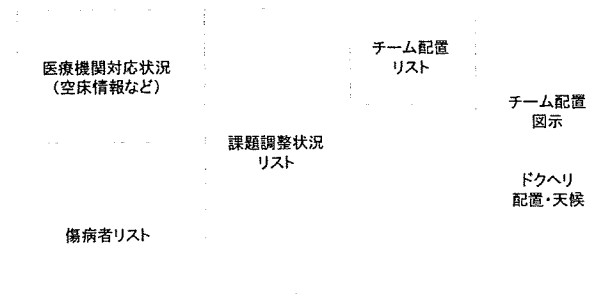 医療機関対応状況
（空床情報など）
傷病者リスト
課題調整状況
リスト
チーム配置
リスト
チーム配置
図示
ドクヘリ
配置・天候